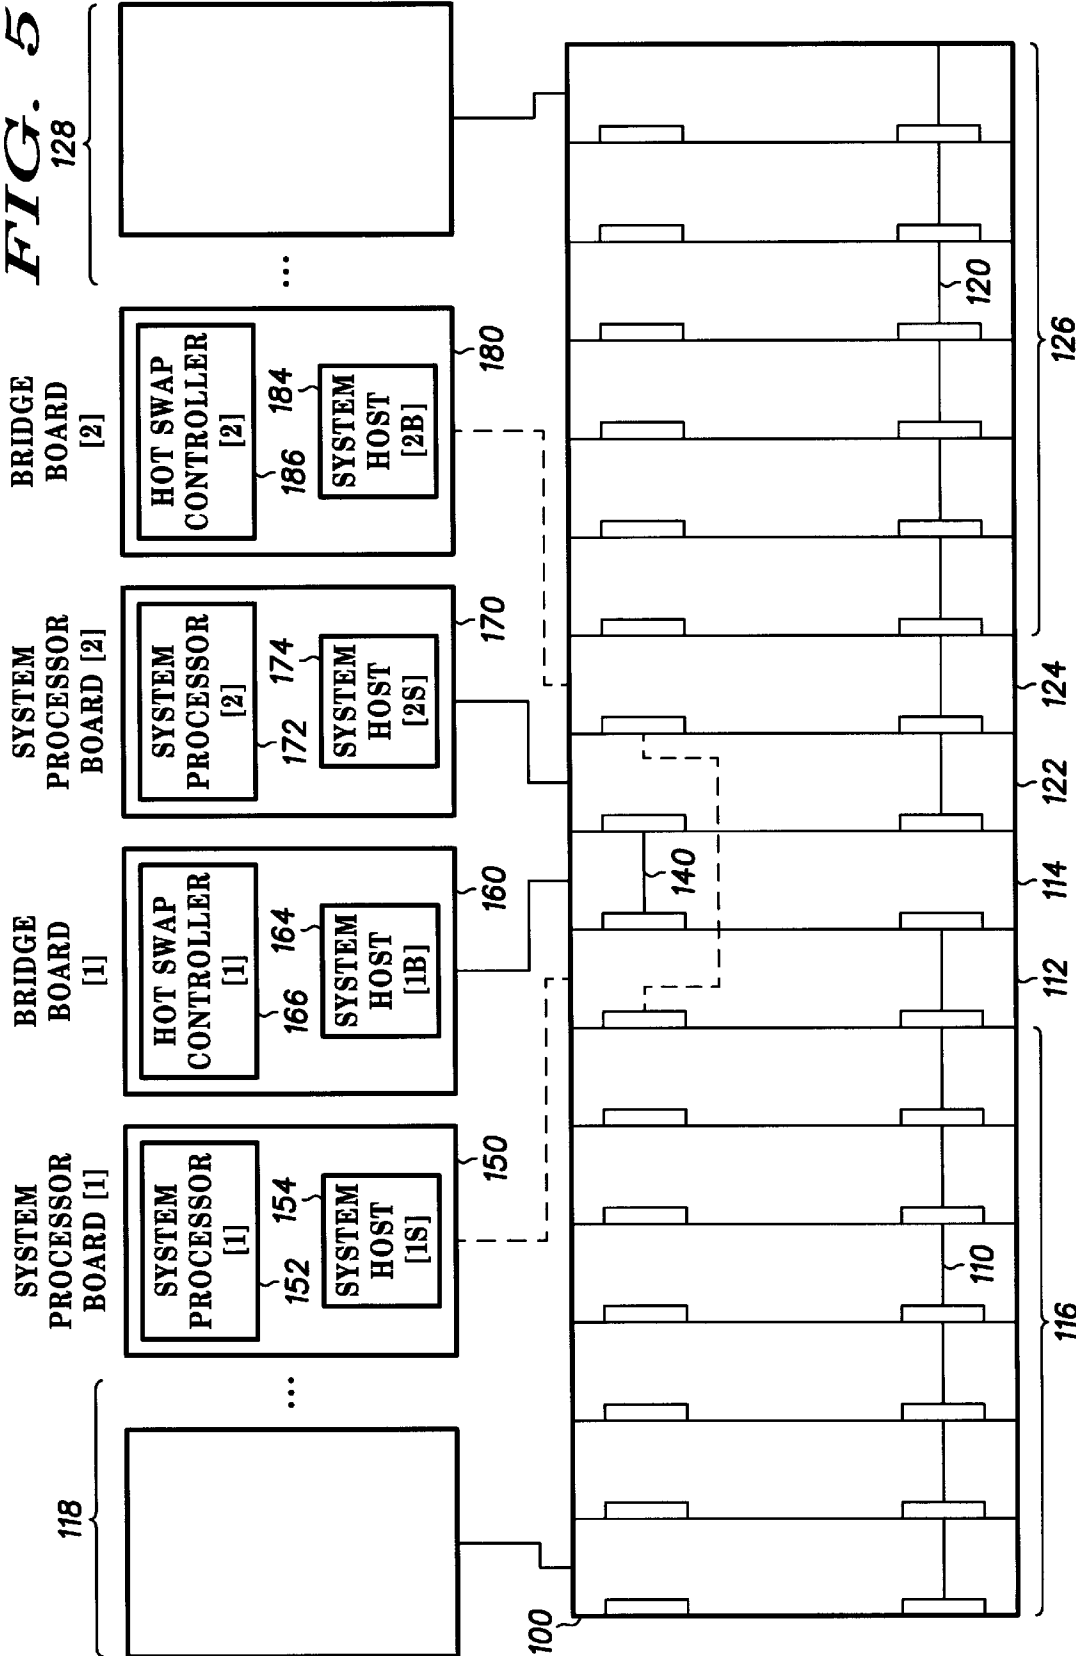 FIG. 5
118
128
SYSTEM
PROCESSOR
BOARD [1]
SYSTEM
PROCESSOR
[1]
152
154
SYSTEM
HOST
[1S]
150
BRIDGE
BOARD
[1]
HOT SWAP
CONTROLLER
[1]
166
164
SYSTEM
HOST
[1B]
160
SYSTEM
PROCESSOR
BOARD [2]
SYSTEM
PROCESSOR
[2]
172
174
SYSTEM
HOST
[2S]
170
BRIDGE
BOARD
[2]
HOT SWAP
CONTROLLER
[2]
186
184
SYSTEM
HOST
[2B]
180
...
...
100
140
110
120
116
112
114
122
124
126